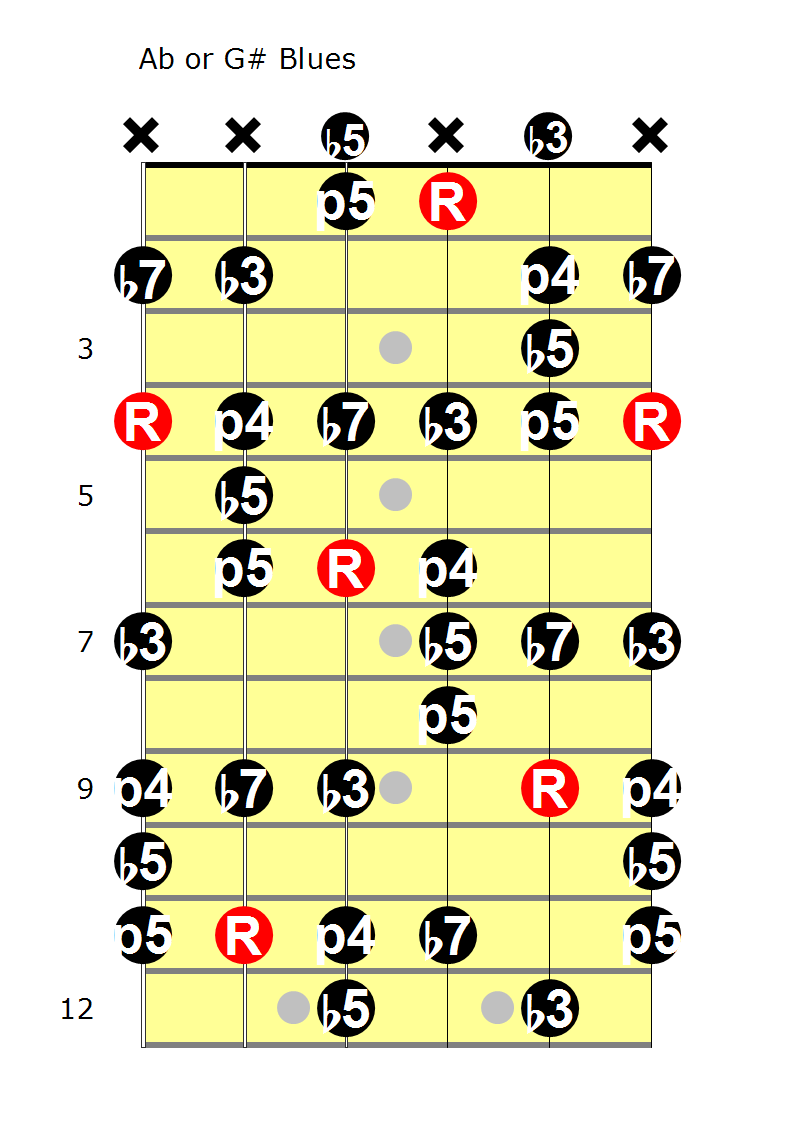 Ab or G# Blues
✕ ✕ ♭5 ✕ ♭3 ✕
p5 R
♭7 ♭3 p4 ♭7
3 ♭5
R p4 ♭7 ♭3 p5 R
5 ♭5
p5 R p4
7 ♭3 ♭5 ♭7 ♭3
p5
9 p4 ♭7 ♭3 R p4
♭5 ♭5
p5 R p4 ♭7 p5
12 ♭5 ♭3